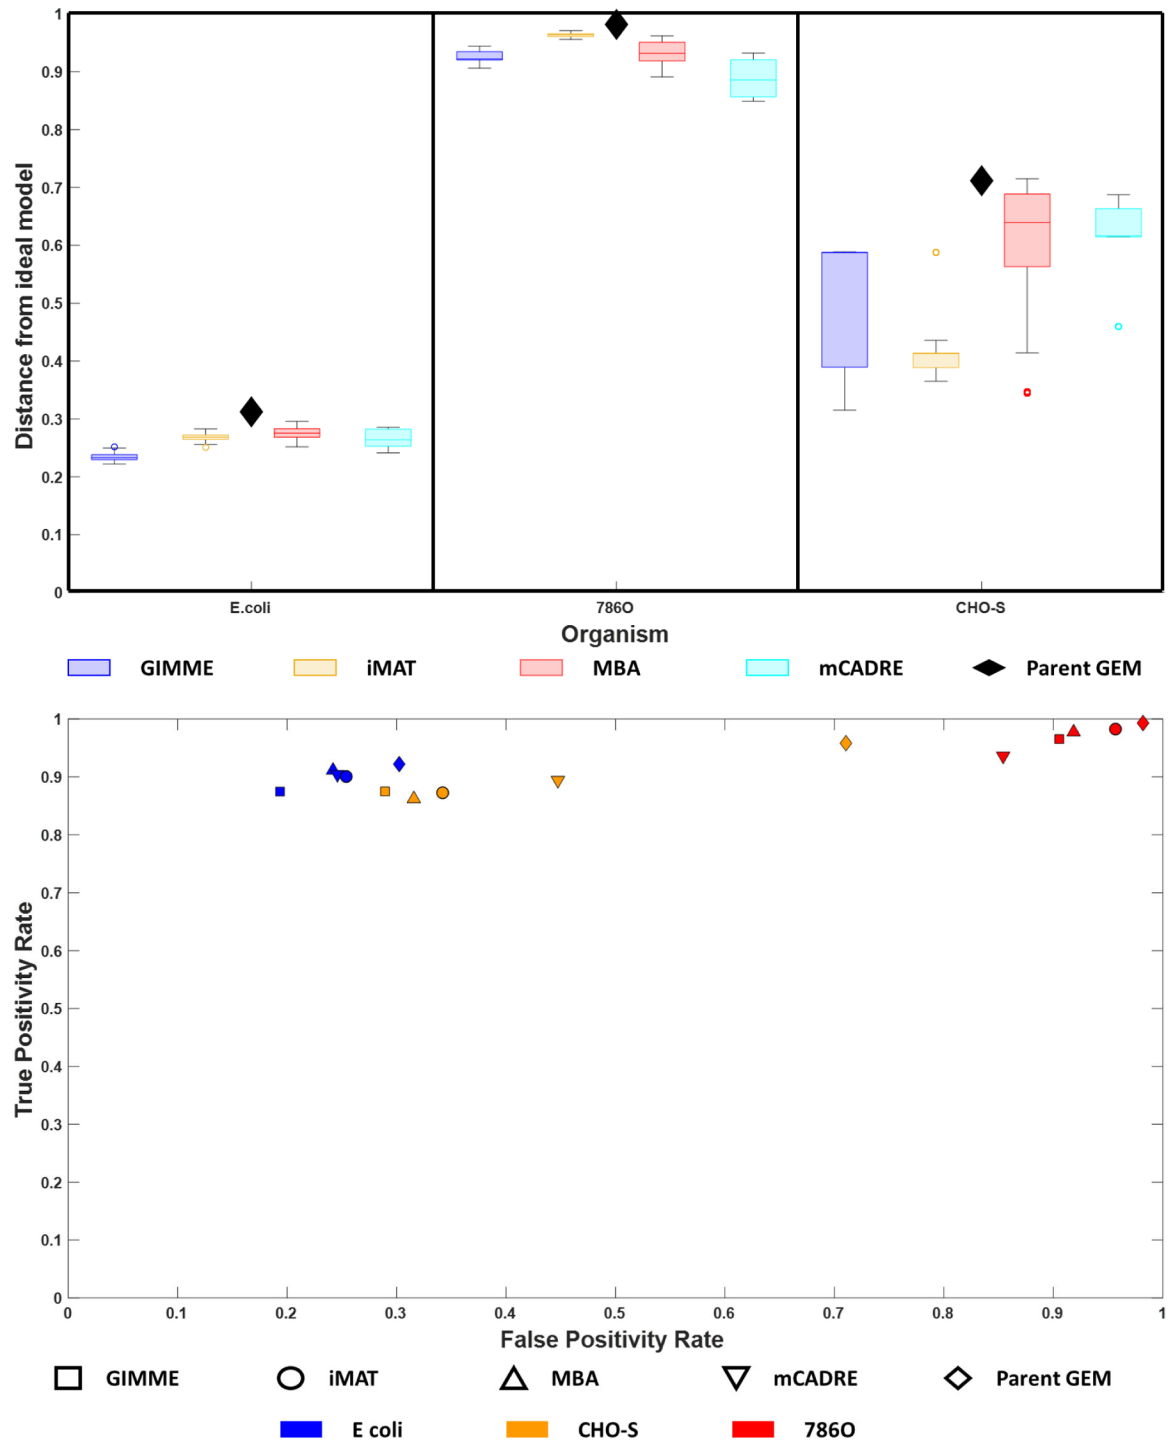 1
0.9
0.8
0.7
0.6
0.5
0.4
0.3
0.2
0.1
0
Distance from ideal model
E.coli 786O CHO-S
Organism
GIMME iMAT MBA mCADRE Parent GEM
1
0.9
0.8
0.7
0.6
0.5
0.4
0.3
0.2
0.1
0
True Positivity Rate
0 0.1 0.2 0.3 0.4 0.5 0.6 0.7 0.8 0.9 1
False Positivity Rate
GIMME iMAT MBA mCADRE Parent GEM
E coli CHO-S 786O